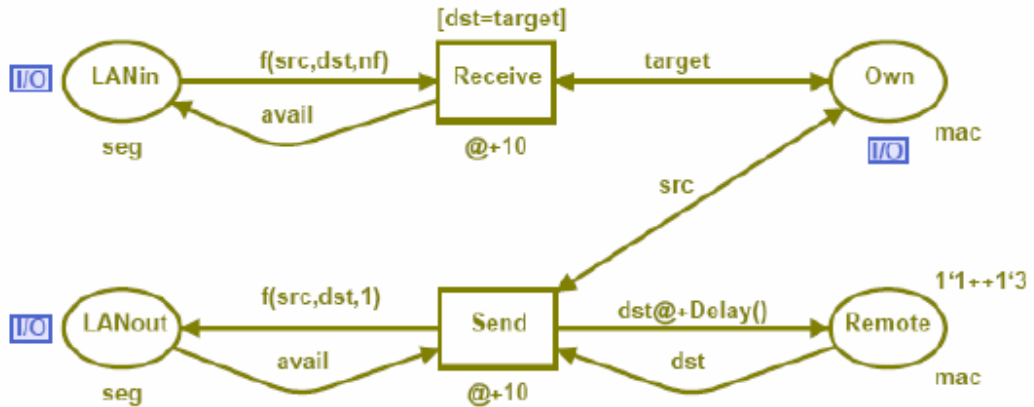 [dst=target]
I/O
LANin
f(src,dst,nf)
Receive
target
Own
avail
seg
@+10
I/O
mac
src
1‘1++1‘3
I/O
LANout
f(src,dst,1)
Send
dst@+Delay()
Remote
avail
dst
seg
@+10
mac